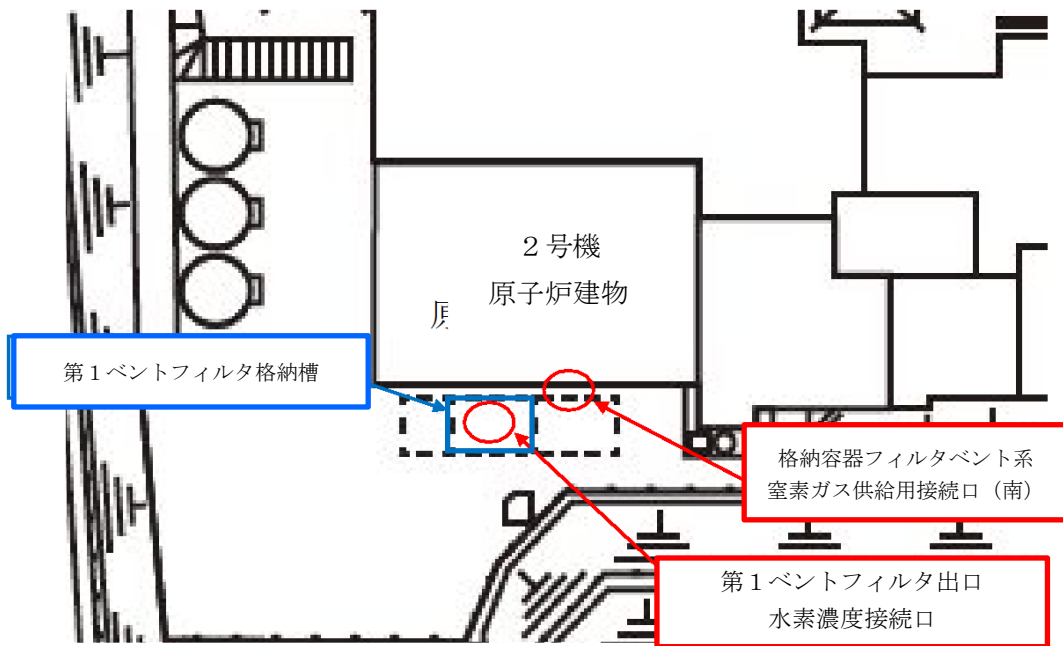 ２号機
原子炉建物
第１ベントフィルタ格納槽
格納容器フィルタベント系
窒素ガス供給用接続口（南）
第１ベントフィルタ出口
水素濃度接続口